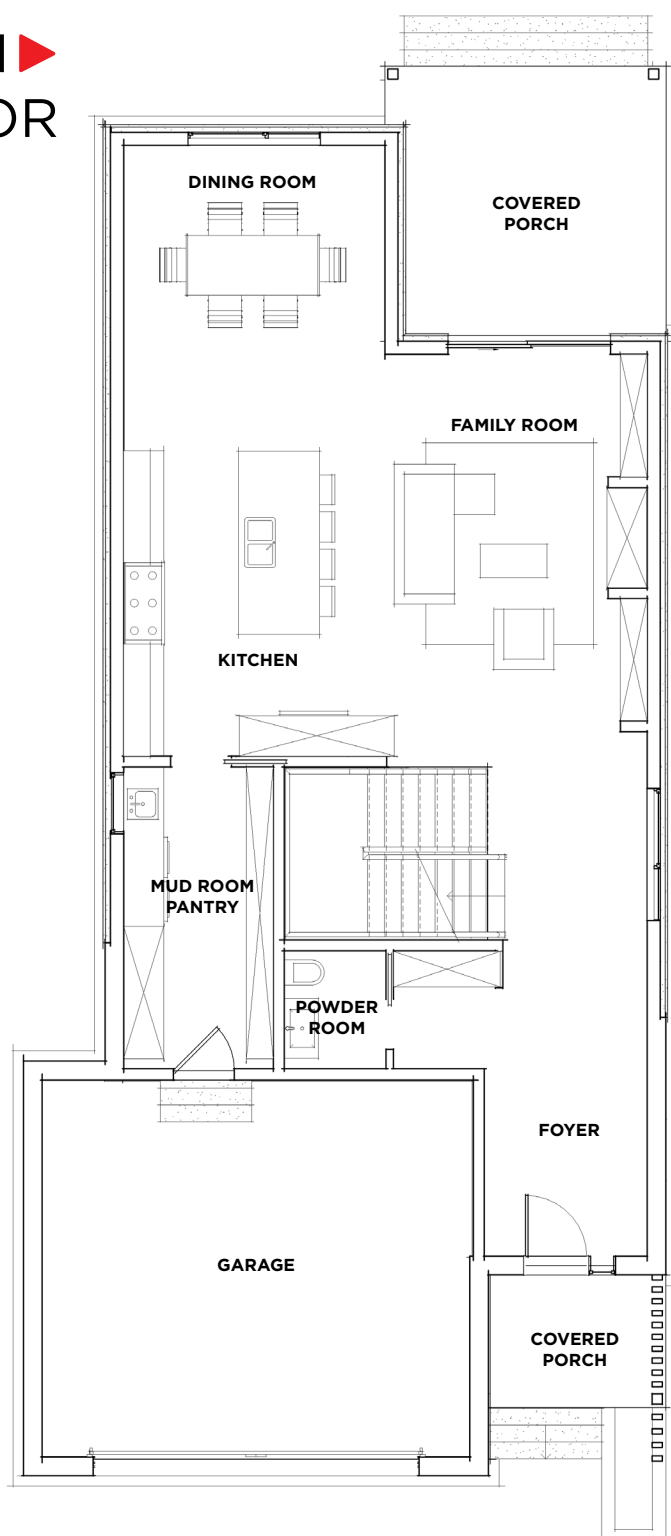 DINING ROOM
COVERED
PORCH
FAMILY ROOM
KITCHEN
MUD ROOM
PANTRY
POWDER
ROOM
FOYER
GARAGE
COVERED
PORCH